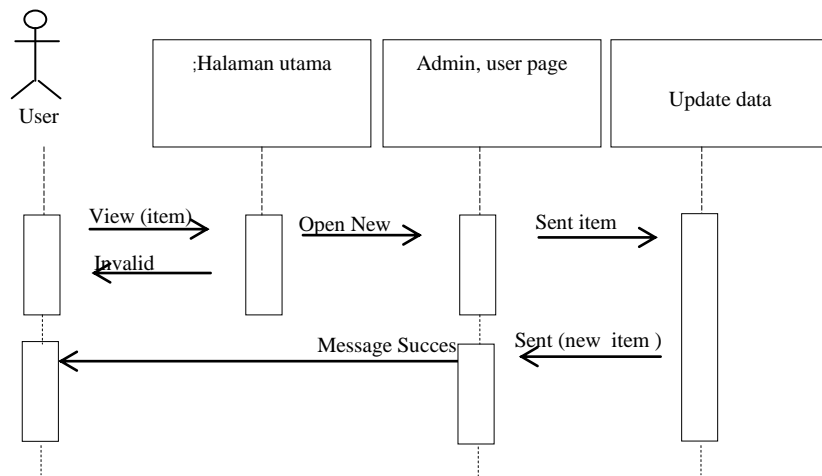 ;Halaman utama
Admin, user page
Update data
User
View (item)
Open New
Sent item
Invalid
Message Succes
Sent (new item )